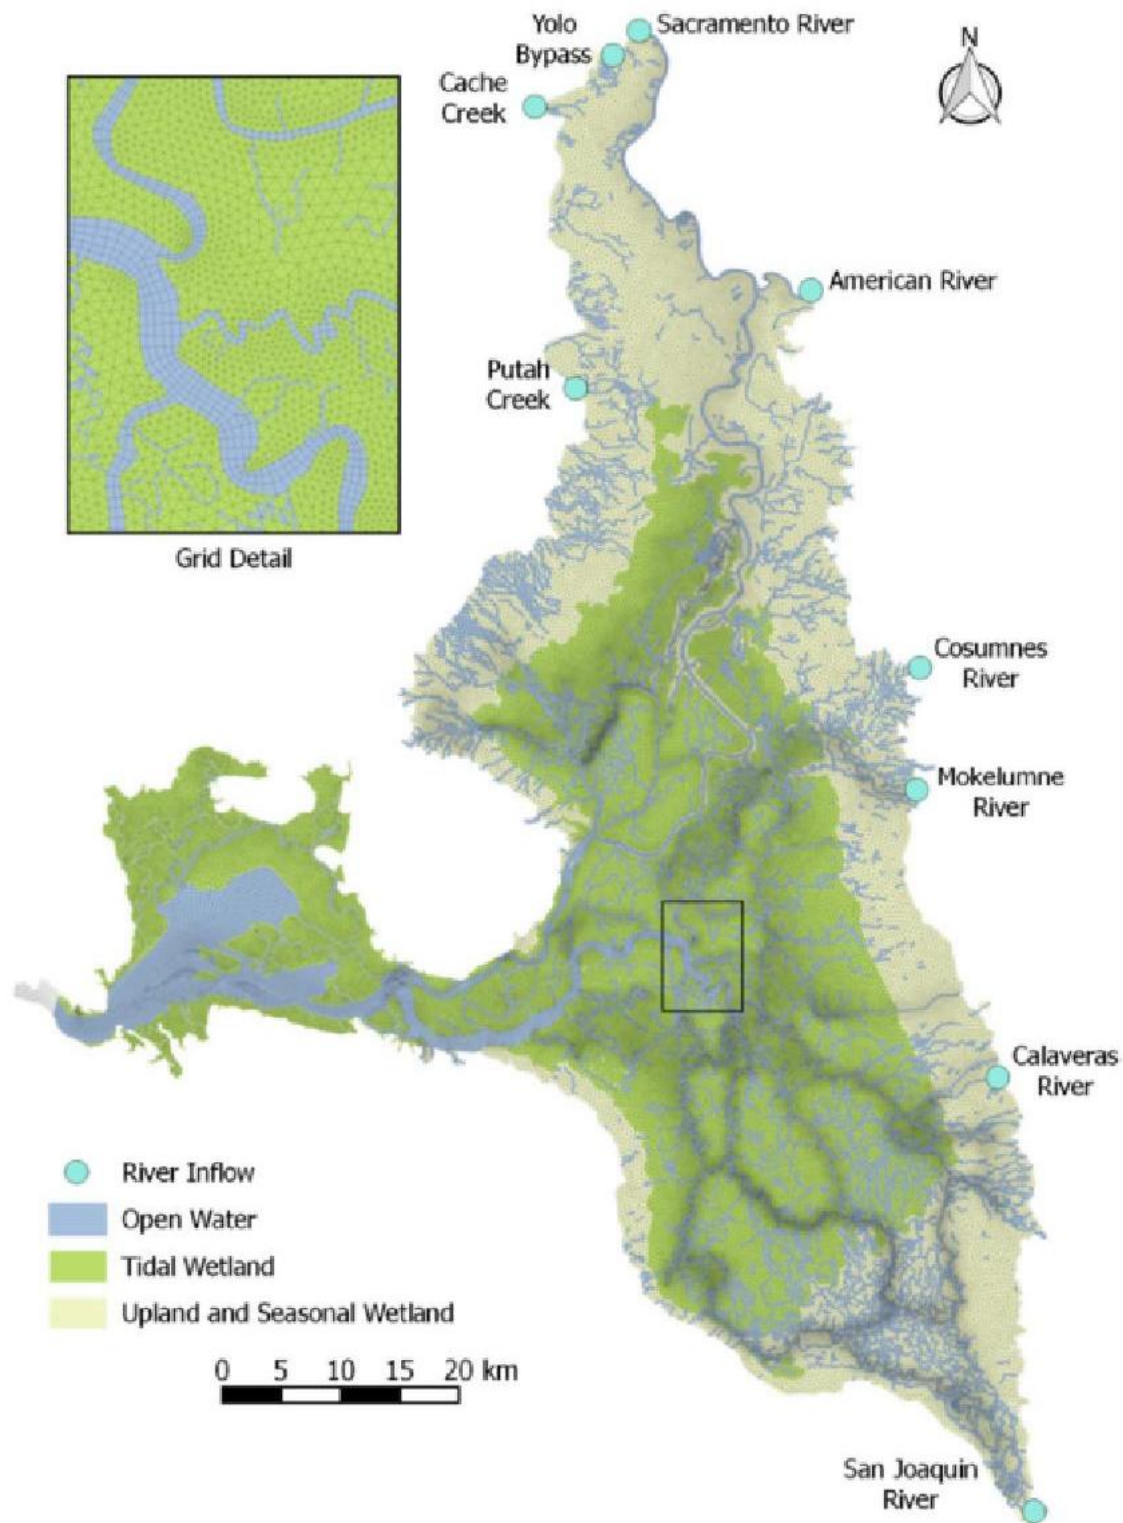 Yolo
Bypass
Sacramento River
N
Cache
Creek
American River
Putah
Creek
Grid Detail
Cosumnes
River
Mokelumne
River
Calaveras
River
River Inflow
Open Water
Tidal Wetland
Upland and Seasonal Wetland
0 5 10 15 20 km
San Joaquin
River